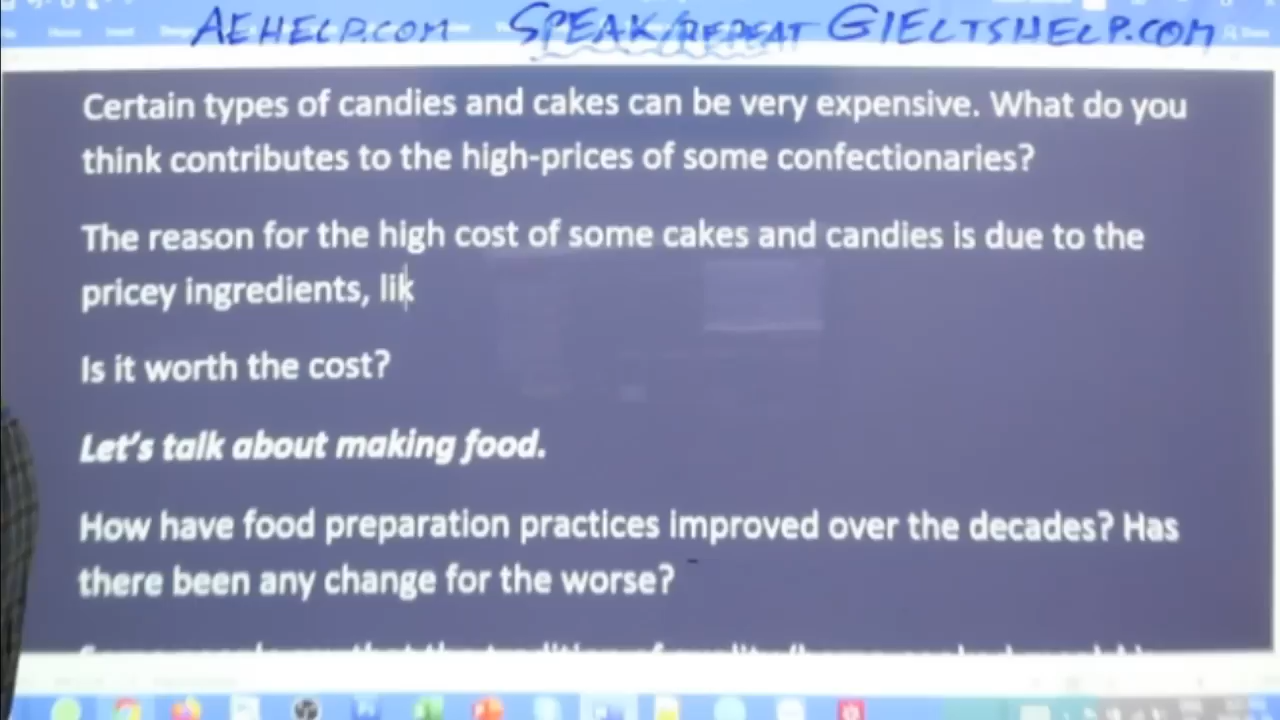 AEHELP.COM SPEAK/REPEAT GIELTSHELP.COM
Certain types of candies and cakes can be very expensive. What do you
think contributes to the high-prices of some confectionaries?
The reason for the high cost of some cakes and candies is due to the
pricey ingredients, lik
Is it worth the cost?
Let's talk about making food.
How have food preparation practices improved over the decades? Has
there been any change for the worse?